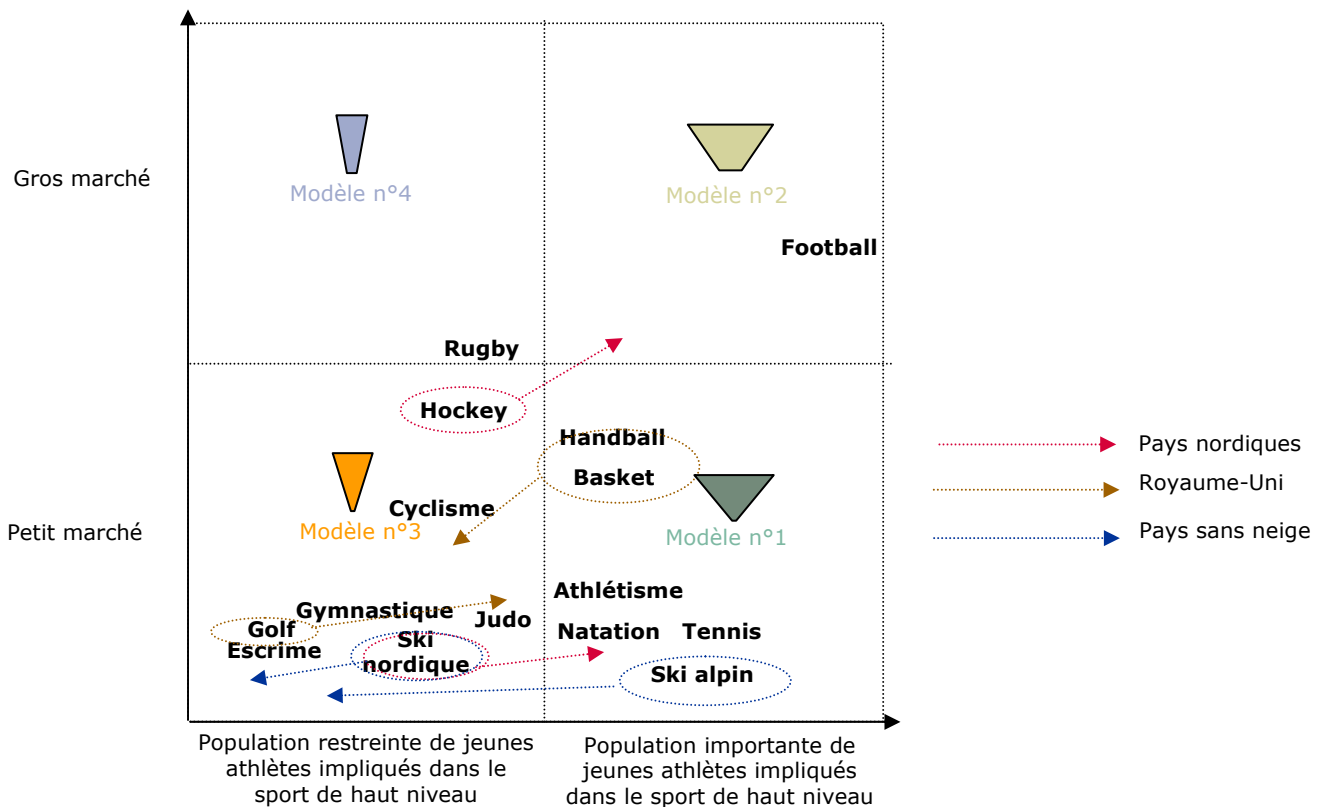 Gros marché
Modèle n°4
Modèle n°2
Football
Rugby
Hockey
Handball
Basket
Cyclisme
Petit marché
Modèle n°3
Modèle n°1
Athlétisme
Gymnastique
Judo
Golf
Escrime
Ski
nordique
Natation
Tennis
Ski alpin
Pays nordiques
Royaume-Uni
Pays sans neige
Population restreinte de jeunes
athlètes impliqués dans le
sport de haut niveau
Population importante de
jeunes athlètes impliqués
dans le sport de haut niveau